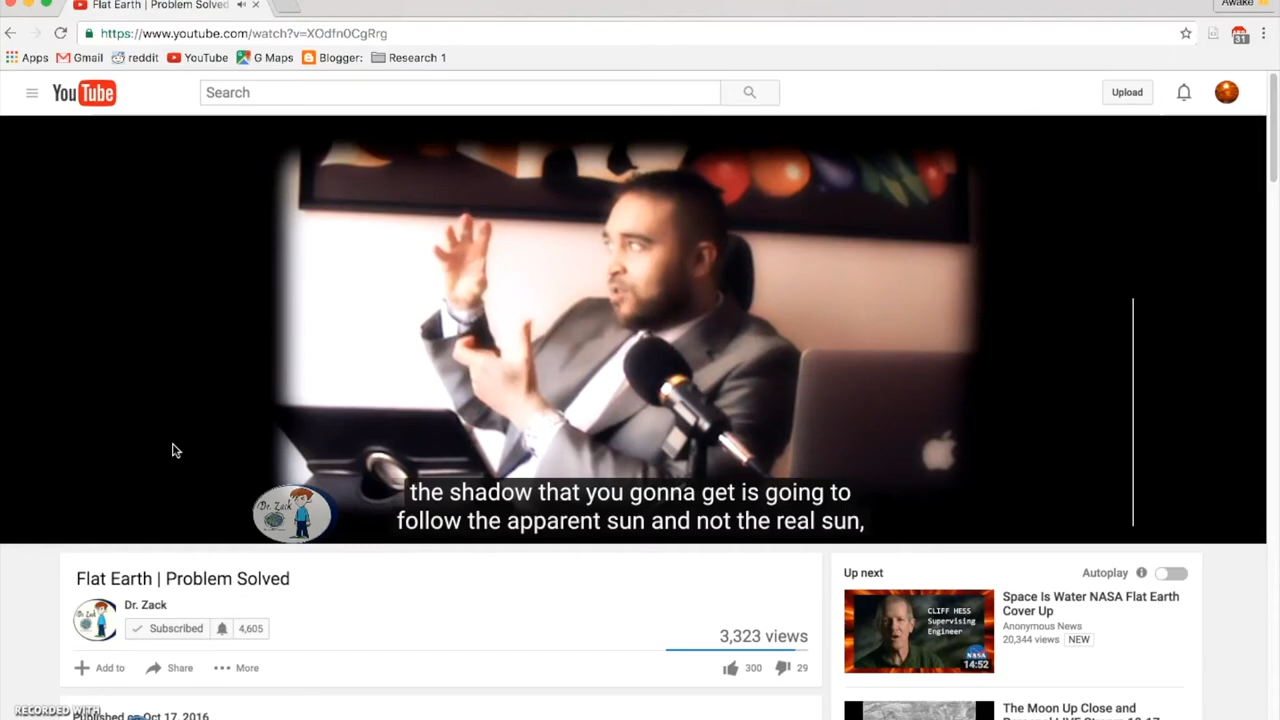 Flat Earth | Problem Solved
Awake
https://www.youtube.com/watch?v=XOdfn0CgRrg
31
Apps Gmail reddit YouTube G Maps Blogger: Research 1
YouTube
Search
Upload
Dr. Zack
the shadow that you gonna get is going to
follow the apparent sun and not the real sun,
Flat Earth | Problem Solved
Dr. Zack
Subscribed 4,605
3,323 views
Add to Share More
300 29
Published on Oct 17, 2016
RECORDED WITH
Up next
Autoplay
CLIFF HESS
Supervising
Engineer
NASA
14:52
Space Is Water NASA Flat Earth
Cover Up
Anonymous News
20,344 views NEW
The Moon Up Close and